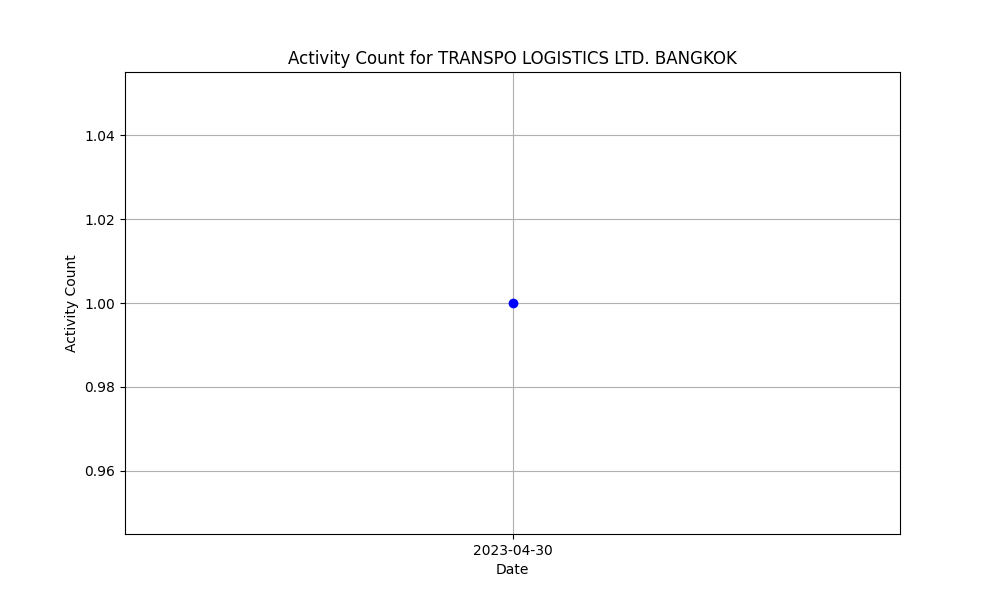 Activity Count for TRANSPO LOGISTICS LTD. BANGKOK
Activity Count
1.04
1.02
1.00
0.98
0.96
2023-04-30
Date